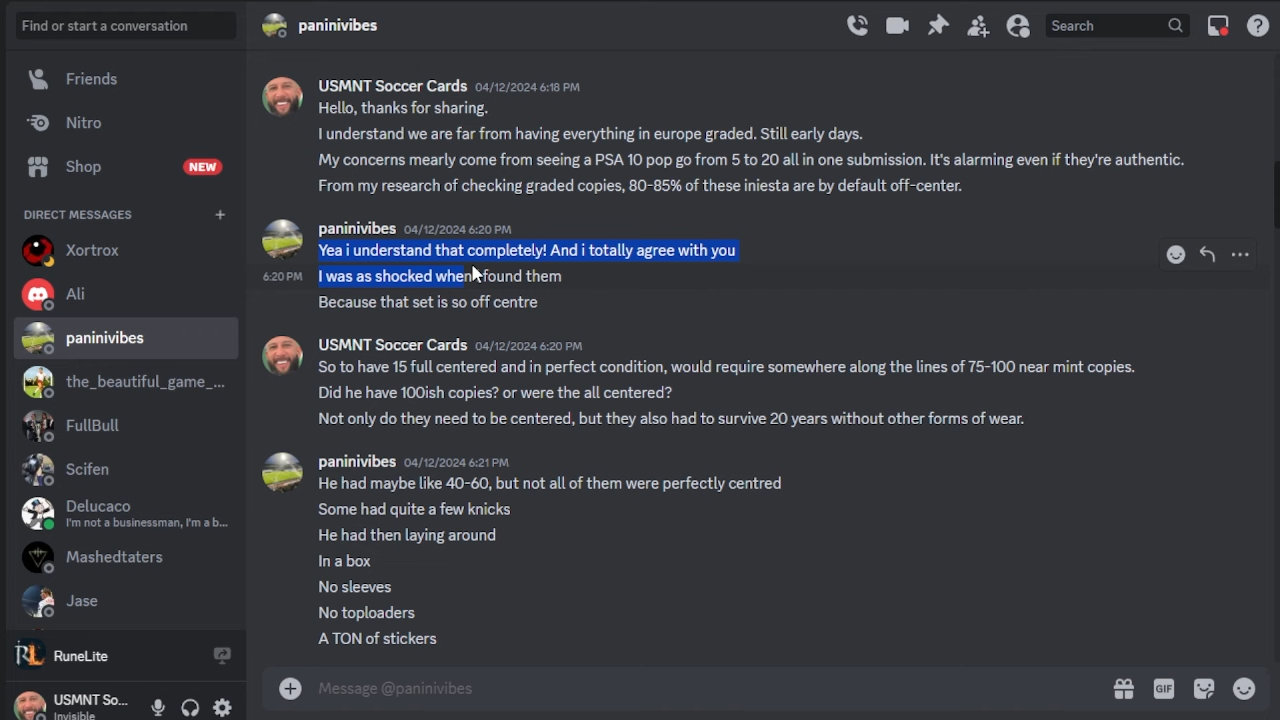 Find or start a conversation
Friends
Nitro
Shop
NEW
DIRECT MESSAGES
Xortrox
Ali
paninivibes
the_beautiful_game_...
FullBull
Scifen
Delucaco
I'm not a businessman, I'm a b...
Mashedtaters
Jase
RuneLite
USMNT So...
Invisible
paninivibes
Search
USMNT Soccer Cards 04/12/2024 6:18 PM
Hello, thanks for sharing.
I understand we are far from having everything in europe graded. Still early days.
My concerns mearly come from seeing a PSA 10 pop go from 5 to 20 all in one submission. It's alarming even if they're authentic.
From my research of checking graded copies, 80-85% of these iniesta are by default off-center.
paninivibes 04/12/2024 6:20 PM
Yea i understand that completely! And i totally agree with you
6:20 PM I was as shocked when found them
Because that set is so off centre
USMNT Soccer Cards 04/12/2024 6:20 PM
So to have 15 full centered and in perfect condition, would require somewhere along the lines of 75-100 near mint copies.
Did he have 100ish copies? or were the all centered?
Not only do they need to be centered, but they also had to survive 20 years without other forms of wear.
paninivibes 04/12/2024 6:21 PM
He had maybe like 40-60, but not all of them were perfectly centred
Some had quite a few knicks
He had then laying around
In a box
No sleeves
No toploaders
A TON of stickers
Message @paninivibes
GIF